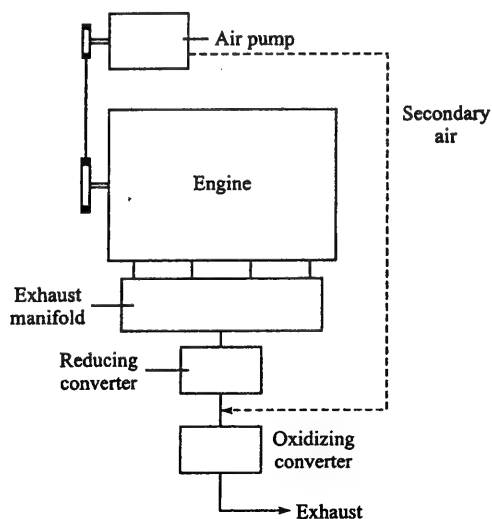 Air pump
Secondary
air
Engine
Exhaust
manifold
Reducing
converter
Oxidizing
converter
Exhaust